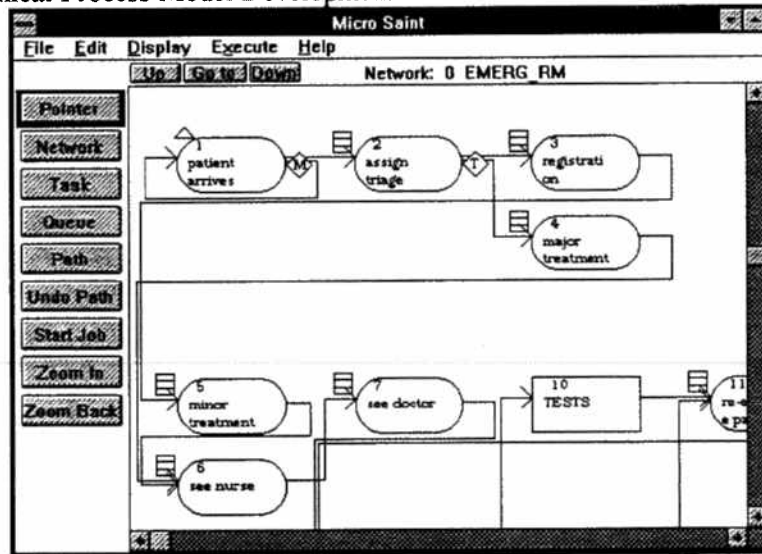 Micro Saint
File Edit Display Execute Help
Up Go to Down Network: 0 EMERG_RM
Pointer
Network
Task
Queue
Path
Undo Path
Start Job
Zoom In
Zoom Back
1
patient
arrives
M
2
assign
triage
T
3
registrati
on
4
major
treatment
5
minor
treatment
6
see nurse
7
see doctor
10
TESTS
11